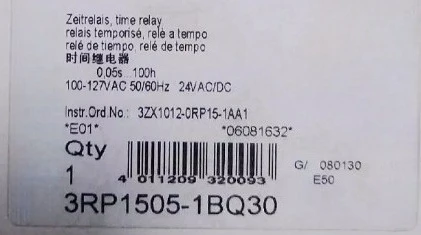 Zeitrelais, time relay
relais temporisé, relè a tempo
relé de tiempo, relé de tempo
时间继电器
0,05s...100h
100-127VAC 50/60Hz 24VAC/DC
Instr.Ord.No.: 3ZX1012-0RP15-1AA1
*E01* *06081632*
Qty
1
4 011209 320093
G/ 080130
E50
3RP1505-1BQ30